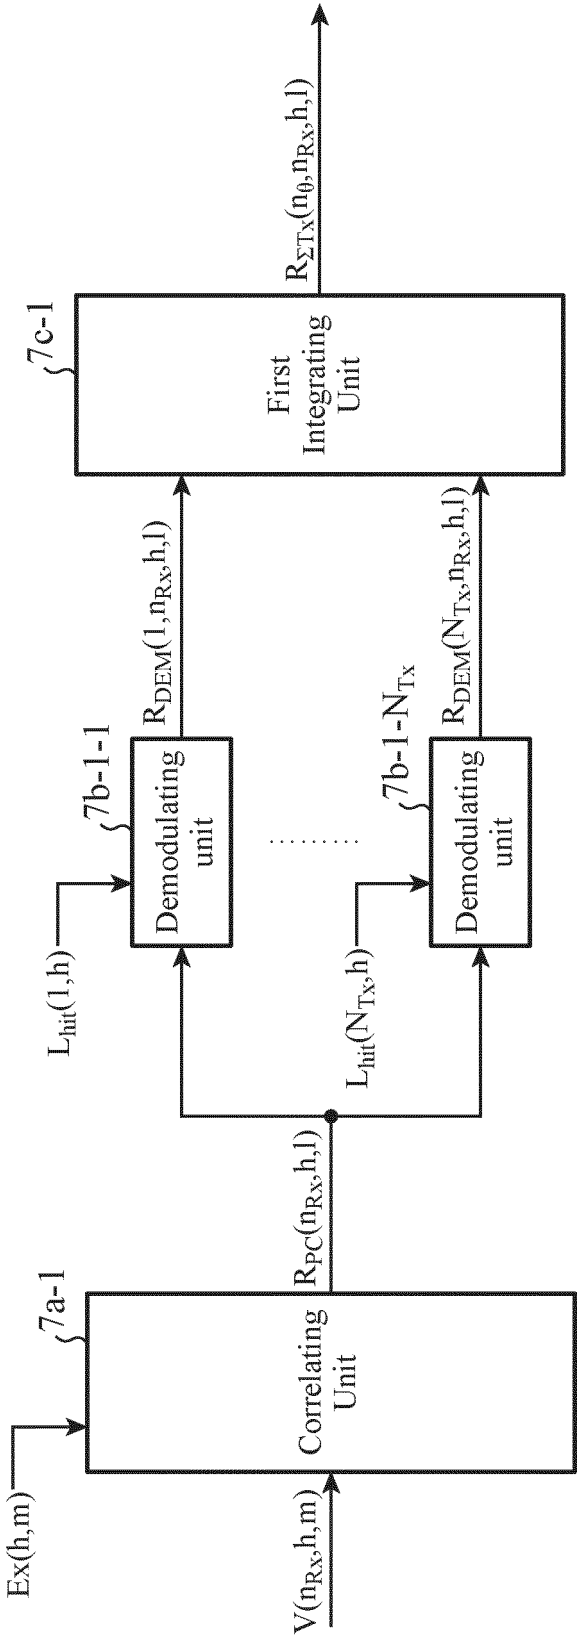 Ex(h,m)
V(n_Rx,h,m)
7a-1
Correlating
Unit
R_PC(n_Rx,h,l)
L_hit(1,h)
7b-1-1
Demodulating
unit
R_DEM(1,n_Rx,h,l)
.........
L_hit(N_Tx,h)
7b-1-N_Tx
Demodulating
unit
R_DEM(N_Tx,n_Rx,h,l)
7c-1
First
Integrating
Unit
R_ΣTx(n_θ,n_Rx,h,l)